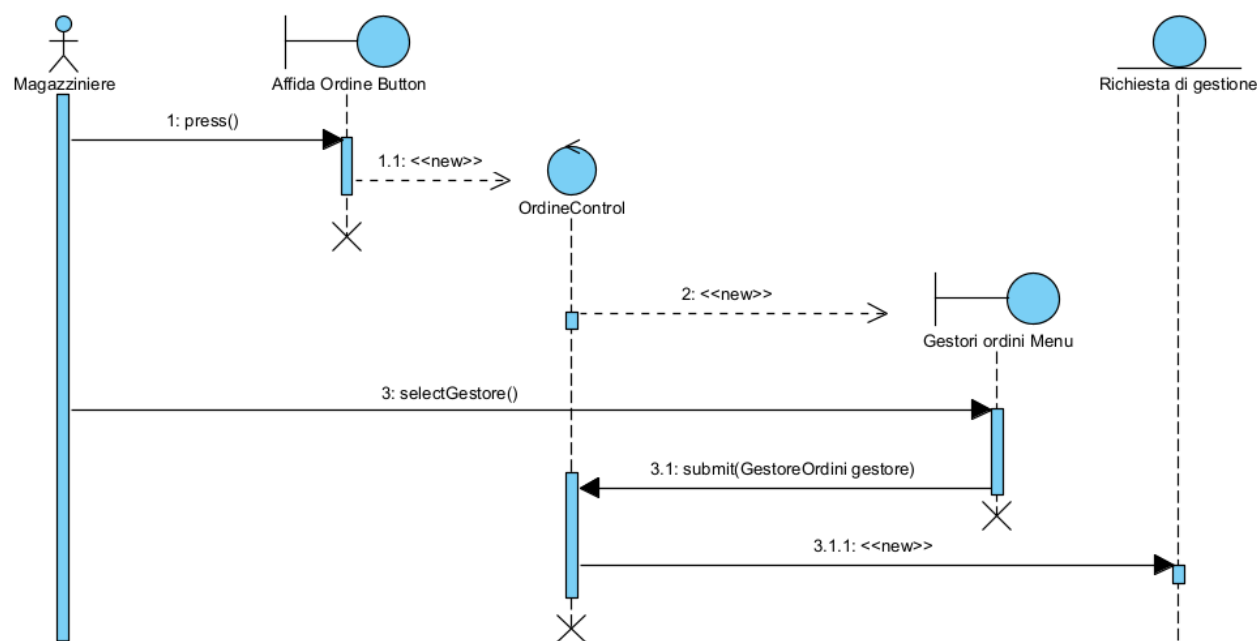 Magazziniere
Affida Ordine Button
Richiesta di gestione
1: press()
1.1: <<new>>
OrdineControl
2: <<new>>
Gestori ordini Menu
3: selectGestore()
3.1: submit(GestoreOrdini gestore)
3.1.1: <<new>>